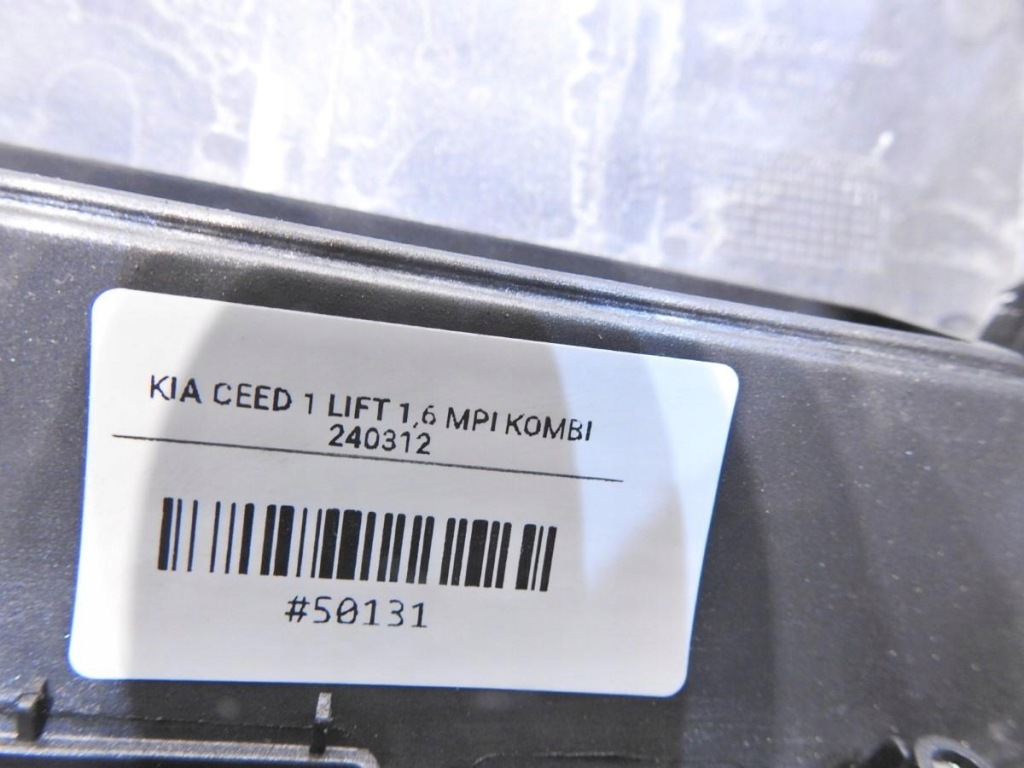 KIA CEED 1 LIFT 1,6 MPI KOMBI
240312
#50131